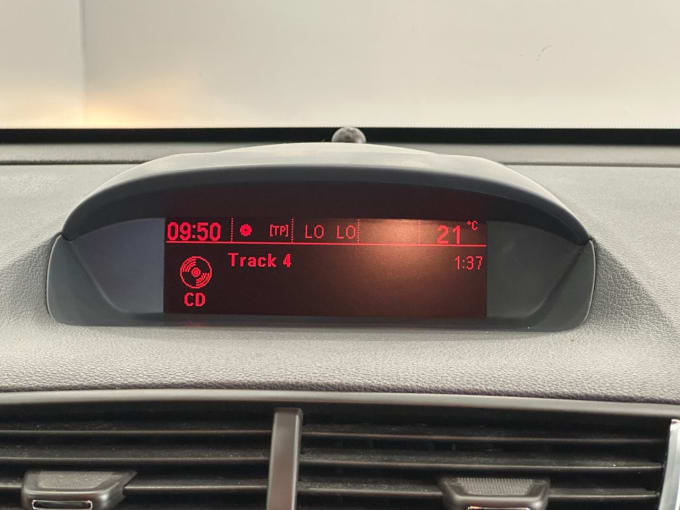 09:50 [TP] LO LO 21 °C
Track 4 1:37
CD